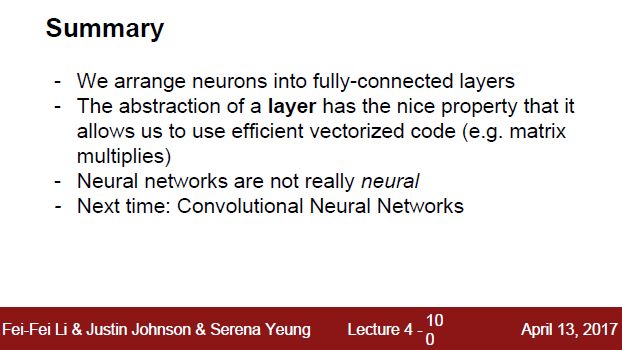 Summary
- We arrange neurons into fully-connected layers
- The abstraction of a layer has the nice property that it
allows us to use efficient vectorized code (e.g. matrix
multiplies)
- Neural networks are not really neural
- Next time: Convolutional Neural Networks
Fei-Fei Li & Justin Johnson & Serena Yeung
Lecture 4 - 10
0
April 13, 2017